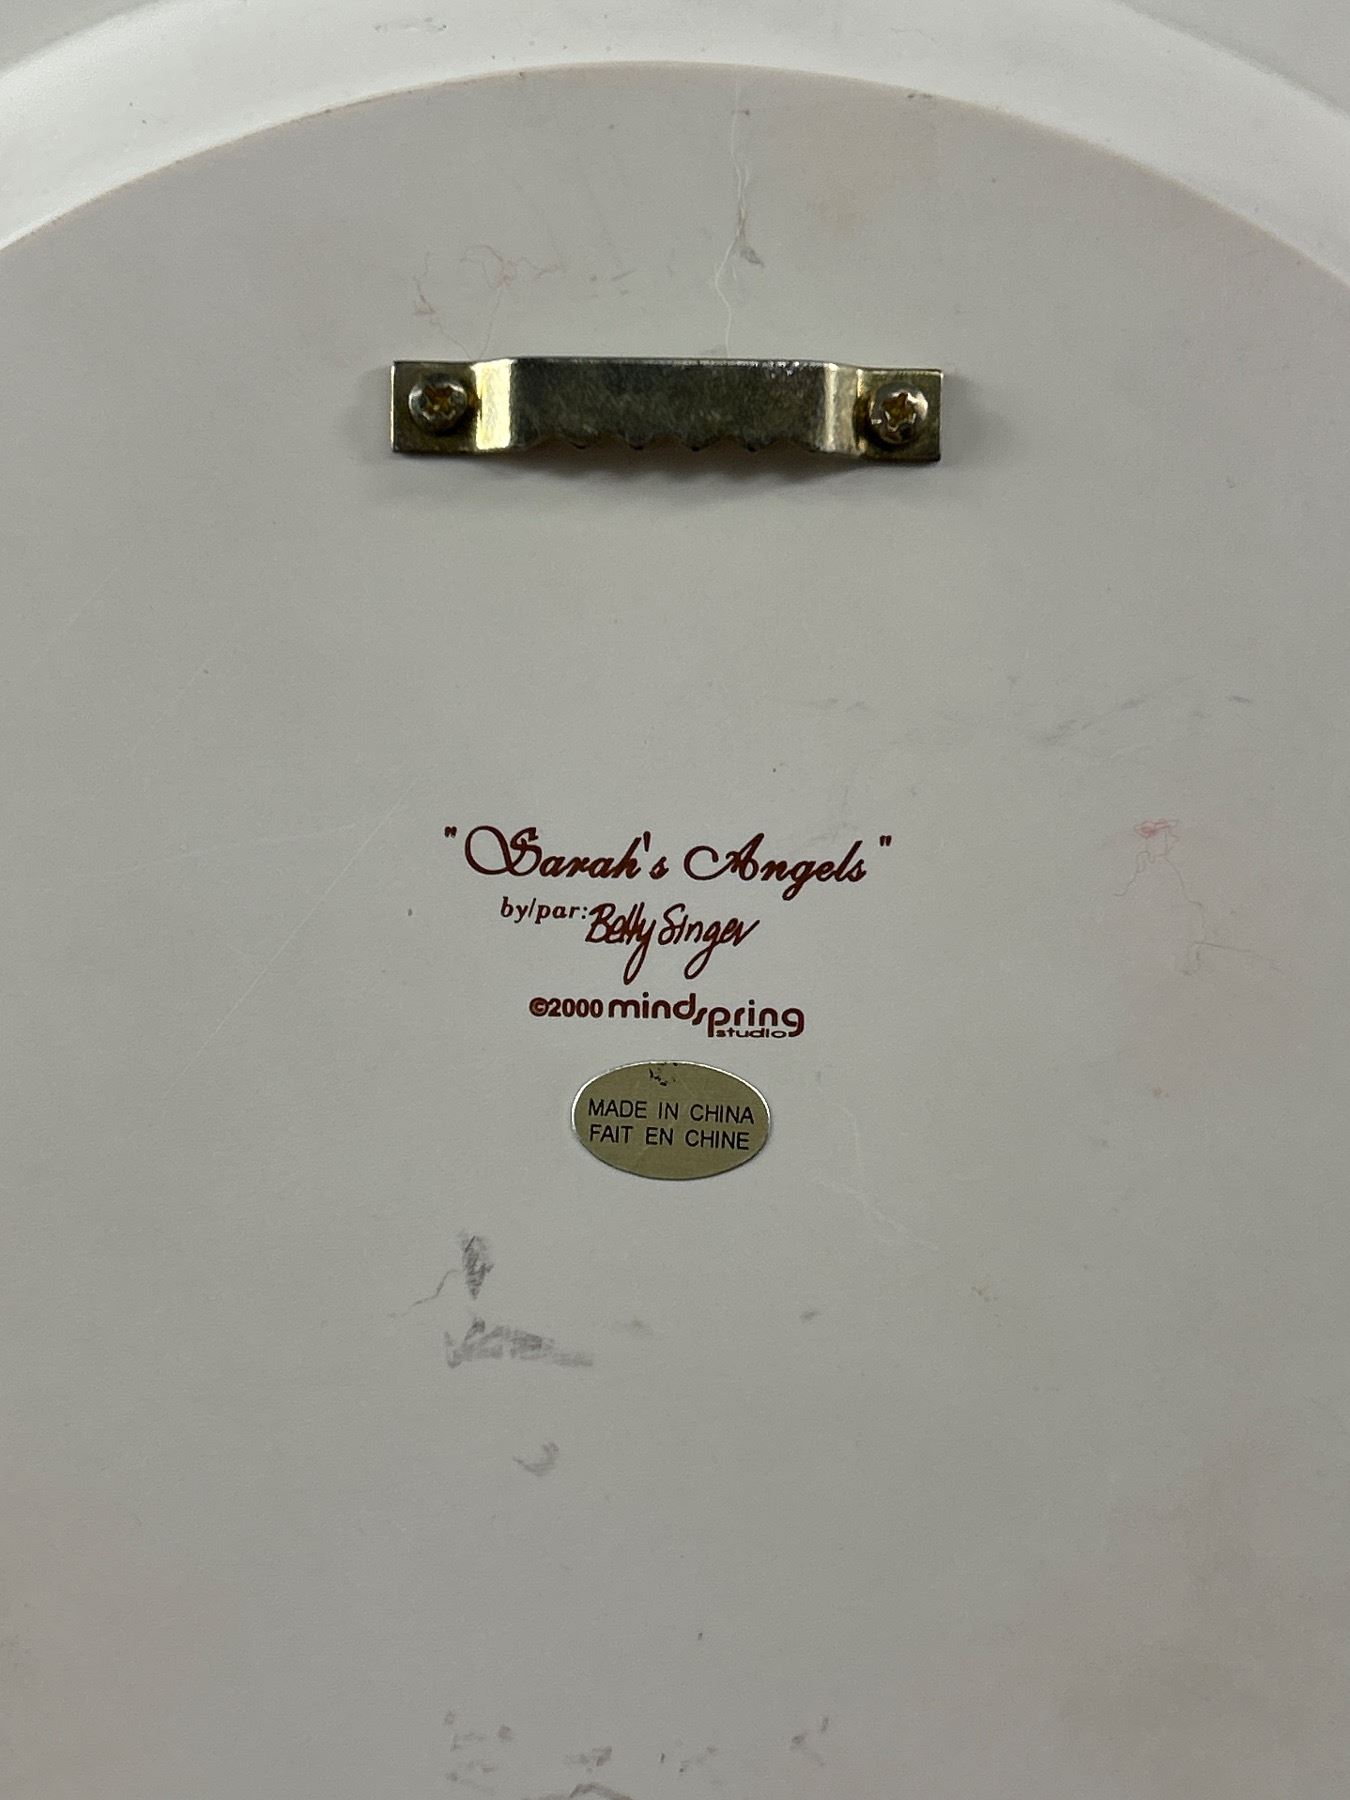 "Sarah's Angels"
by/par: Betty Singer
©2000 mindspring
studio
MADE IN CHINA
FAIT EN CHINE